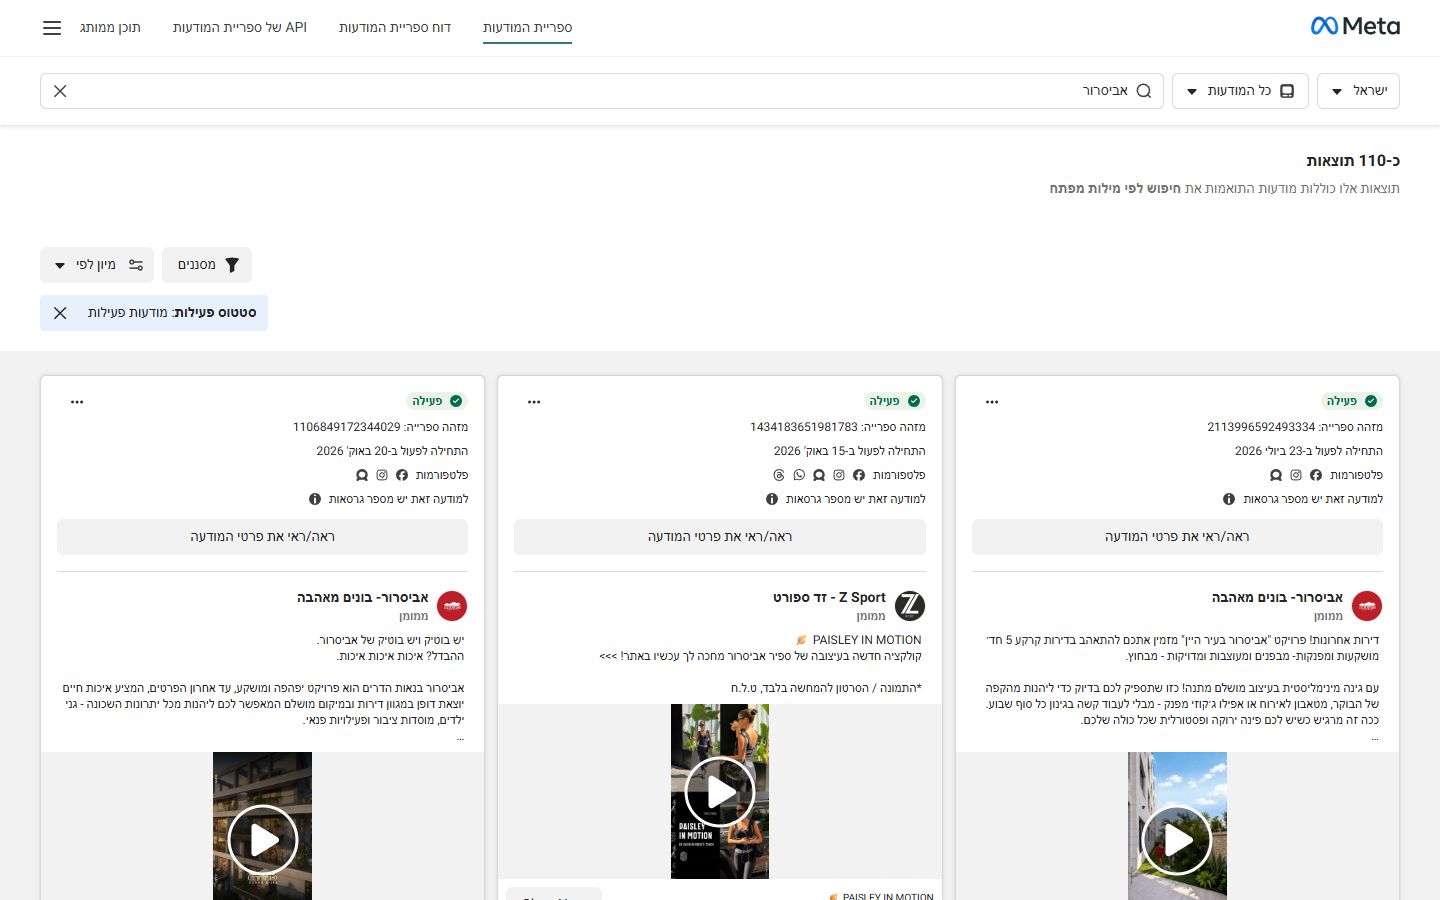 Meta
ספריית המודעות
דוח ספריית המודעות
API של ספריית המודעות
תוכן ממותג
ישראל
כל המודעות
אביסרור
כ-110 תוצאות
תוצאות אלו כוללות מודעות התואמות את חיפוש לפי מילות מפתח
מסננים
מיון לפי
סטטוס פעילות: מודעות פעילות
פעילה
מזהה ספרייה: 2113996592493334
התחילה לפעול ב-23 ביולי 2026
פלטפורמות
למודעה זאת יש מספר גרסאות
ראה/ראי את פרטי המודעה
אביסרור- בונים מאהבה
ממומן
דירות אחרונות! פרויקט "אביסרור בעיר היין" מזמין אתכם להתאהב בדירות קרקע 5 חד׳
מושקעות ומפנקות- מבפנים ומעוצבות ומדויקות - מבחוץ.
עם גינה מינימליסטית בעיצוב מושלם מתנה! כזו שתספיק לכם בדיוק כדי ליהנות מהקפה
של הבוקר, מטאבון לאירוח או אפילו ג׳קוזי מפנק - מבלי לעבוד קשה בגינון כל סוף שבוע.
ככה זה מרגיש כשיש לכם פינה ירוקה ופסטורלית שכל כולה שלכם.
...
פעילה
מזהה ספרייה: 1434183651981783
התחילה לפעול ב-15 באוק׳ 2026
פלטפורמות
למודעה זאת יש מספר גרסאות
ראה/ראי את פרטי המודעה
Z Sport - זד ספורט
ממומן
PAISLEY IN MOTION
קולקציה חדשה בעיצובה של ספיר אביסרור מחכה לך עכשיו באתר! >>>
*התמונה / הסרטון להמחשה בלבד, ט.ל.ח
PAISLEY
IN MOTION
PAISLEY IN MOTION
פעילה
מזהה ספרייה: 1106849172344029
התחילה לפעול ב-20 באוק׳ 2026
פלטפורמות
למודעה זאת יש מספר גרסאות
ראה/ראי את פרטי המודעה
אביסרור- בונים מאהבה
ממומן
יש בוטיק ויש בוטיק של אביסרור.
ההבדל? איכות איכות איכות.
אביסרור בנאות הדרים הוא פרויקט יפהפה ומושקע, עד אחרון הפרטים, המציע איכות חיים
יוצאת דופן במגוון דירות ובמיקום מושלם המאפשר לכם ליהנות מכל יתרונות השכונה - גני
ילדים, מוסדות ציבור ופעילויות פנאי.
...